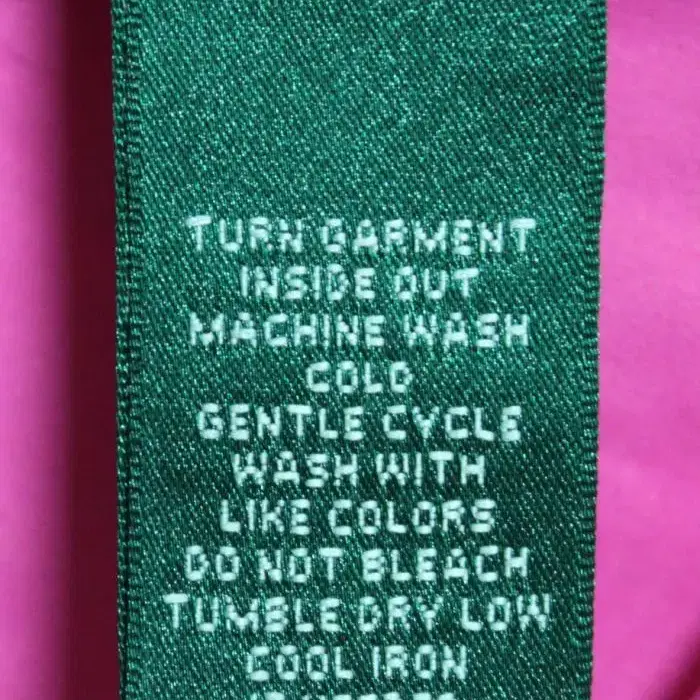 TURN GARMENT
INSIDE OUT
MACHINE WASH
COLD
GENTLE CYCLE
WASH WITH
LIKE COLORS
DO NOT BLEACH
TUMBLE DRY LOW
COOL IRON